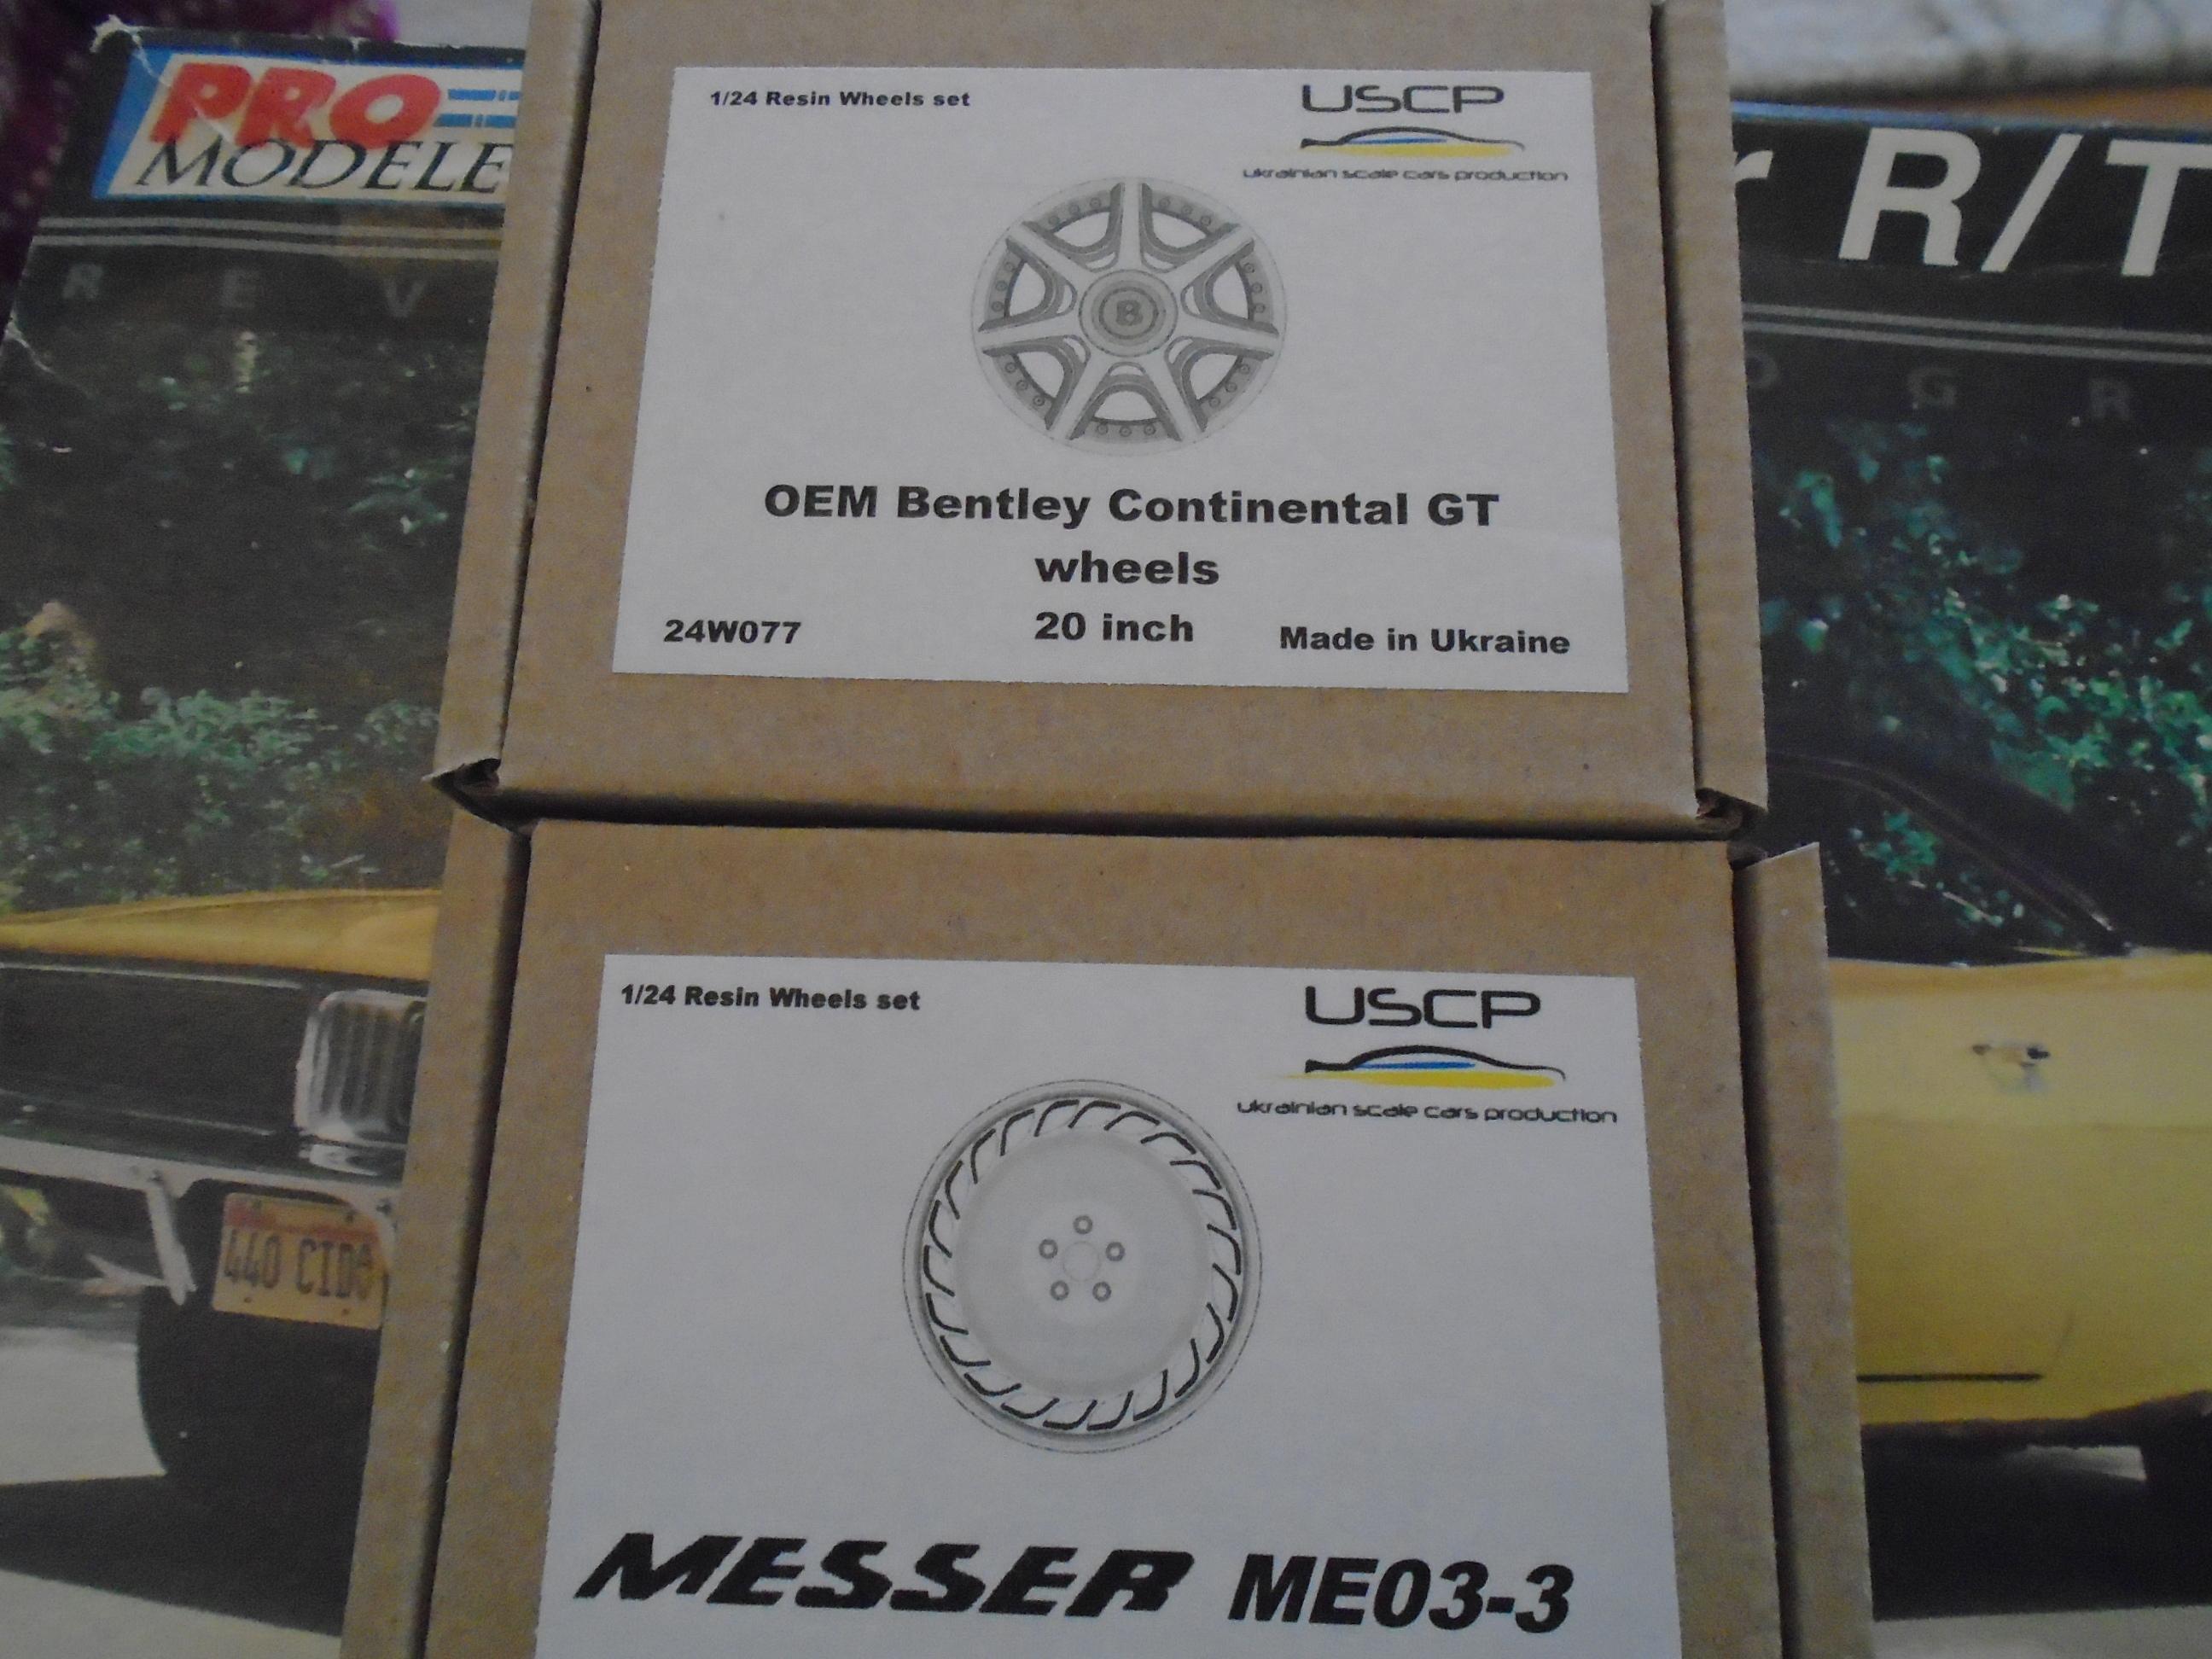 PRO
MODELE
R E V
r R/T
O G R
1/24 Resin Wheels set
USCP
ukrainian scale cars production
B
OEM Bentley Continental GT
wheels
20 inch
24W077
Made in Ukraine
1/24 Resin Wheels set
USCP
ukrainian scale cars production
MESSER ME03-3
440 CID